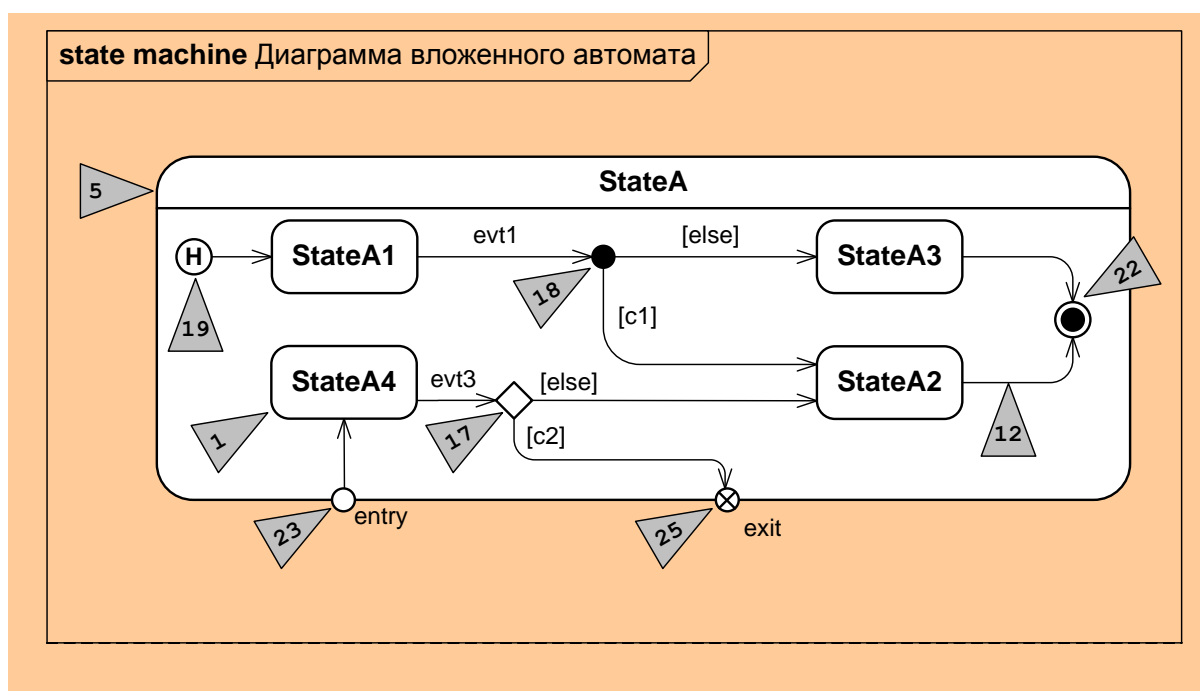 state machine Диаграмма вложенного автомата
5
StateA
H
StateA1
evt1
[else]
StateA3
22
18
19
[c1]
StateA4
evt3
[else]
StateA2
1
17
[c2]
12
23
entry
25
exit